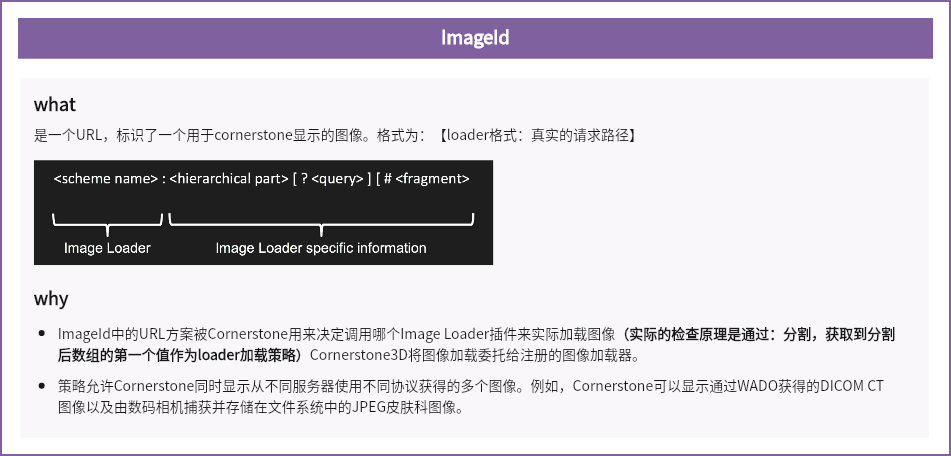 ImageId
what
是一个URL，标识了一个用于cornerstone显示的图像。格式为：【loader格式：真实的请求路径】
<scheme name> : <hierarchical part> [ ? <query> ] [ # <fragment>
Image Loader
Image Loader specific information
why
• ImageId中的URL方案被Cornerstone用来决定调用哪个Image Loader插件来实际加载图像（实际的检查原理是通过：分割，获取到分割
后数组的第一个值作为loader加载策略）Cornerstone3D将图像加载委托给注册的图像加载器。
• 策略允许Cornerstone同时显示从不同服务器使用不同协议获得的多个图像。例如，Cornerstone可以显示通过WADO获得的DICOM CT
图像以及由数码相机捕获并存储在文件系统中的JPEG皮肤科图像。